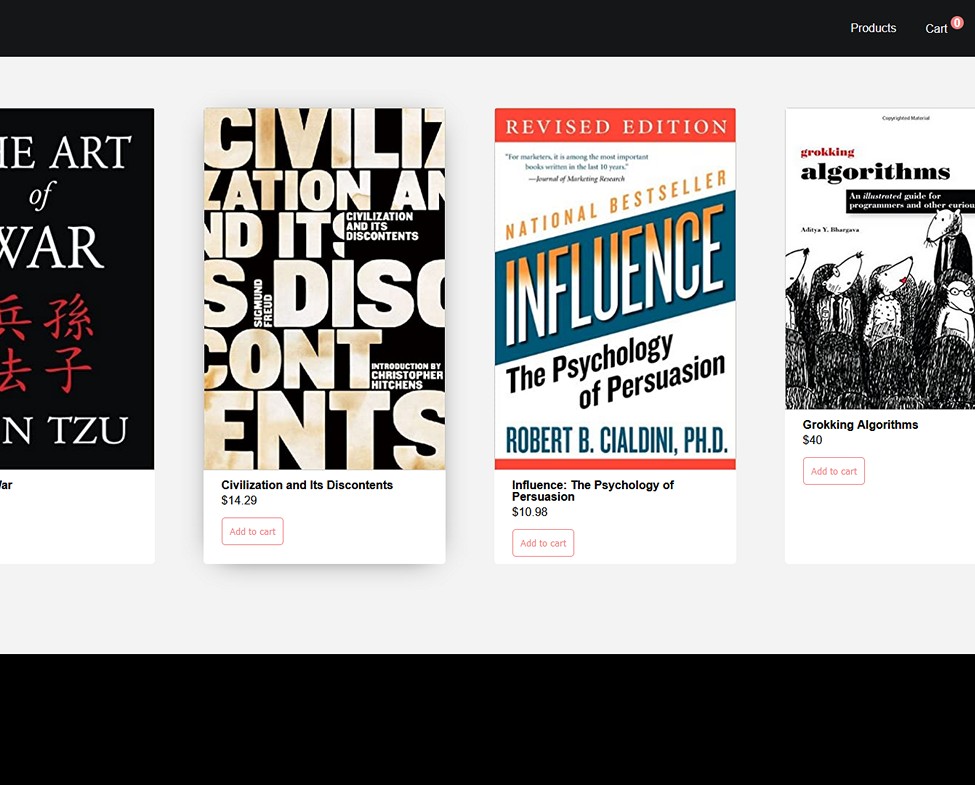 Products
Cart 0
HE ART
of
WAR
兵 孫
法 子
N TZU
War
CIVILIZ
ZATION AN
ND ITS
CIVILIZATION
AND ITS
DISCONTENTS
S DISC
SIGMUND
FREUD
CONT
INTRODUCTION BY
CHRISTOPHER
HITCHENS
ENTS
Civilization and Its Discontents
$14.29
Add to cart
REVISED EDITION
"For marketers, it is among the most important
books written in the last 10 years."
—Journal of Marketing Research
NATIONAL BESTSELLER
INFLUENCE
The Psychology
of Persuasion
ROBERT B. CIALDINI, PH.D.
Influence: The Psychology of
Persuasion
$10.98
Add to cart
Copyrighted Material
grokking
algorithms
An illustrated guide for
programmers and other curiou
Aditya Y. Bhargava
Grokking Algorithms
$40
Add to cart